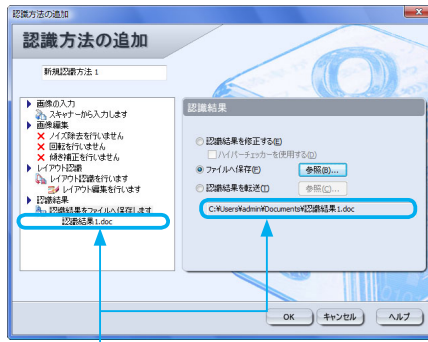 認識方法の追加
認識方法の追加
新規認識方法 1
画像の入力
スキャナーから入力します
画像編集
ノイズ除去を行いません
回転を行いません
傾き補正を行いません
レイアウト認識
レイアウト認識を行います
レイアウト編集を行います
認識結果
認識結果をファイルへ保存します
認識結果1.doc
認識結果
認識結果を修正する(E)
ハイパーチェッカーを使用する(D)
ファイルへ保存(F)
参照(B)...
認識結果を転送(T)
参照(C)...
C:¥Users¥admin¥Documents¥認識結果1.doc
OK
キャンセル
ヘルプ